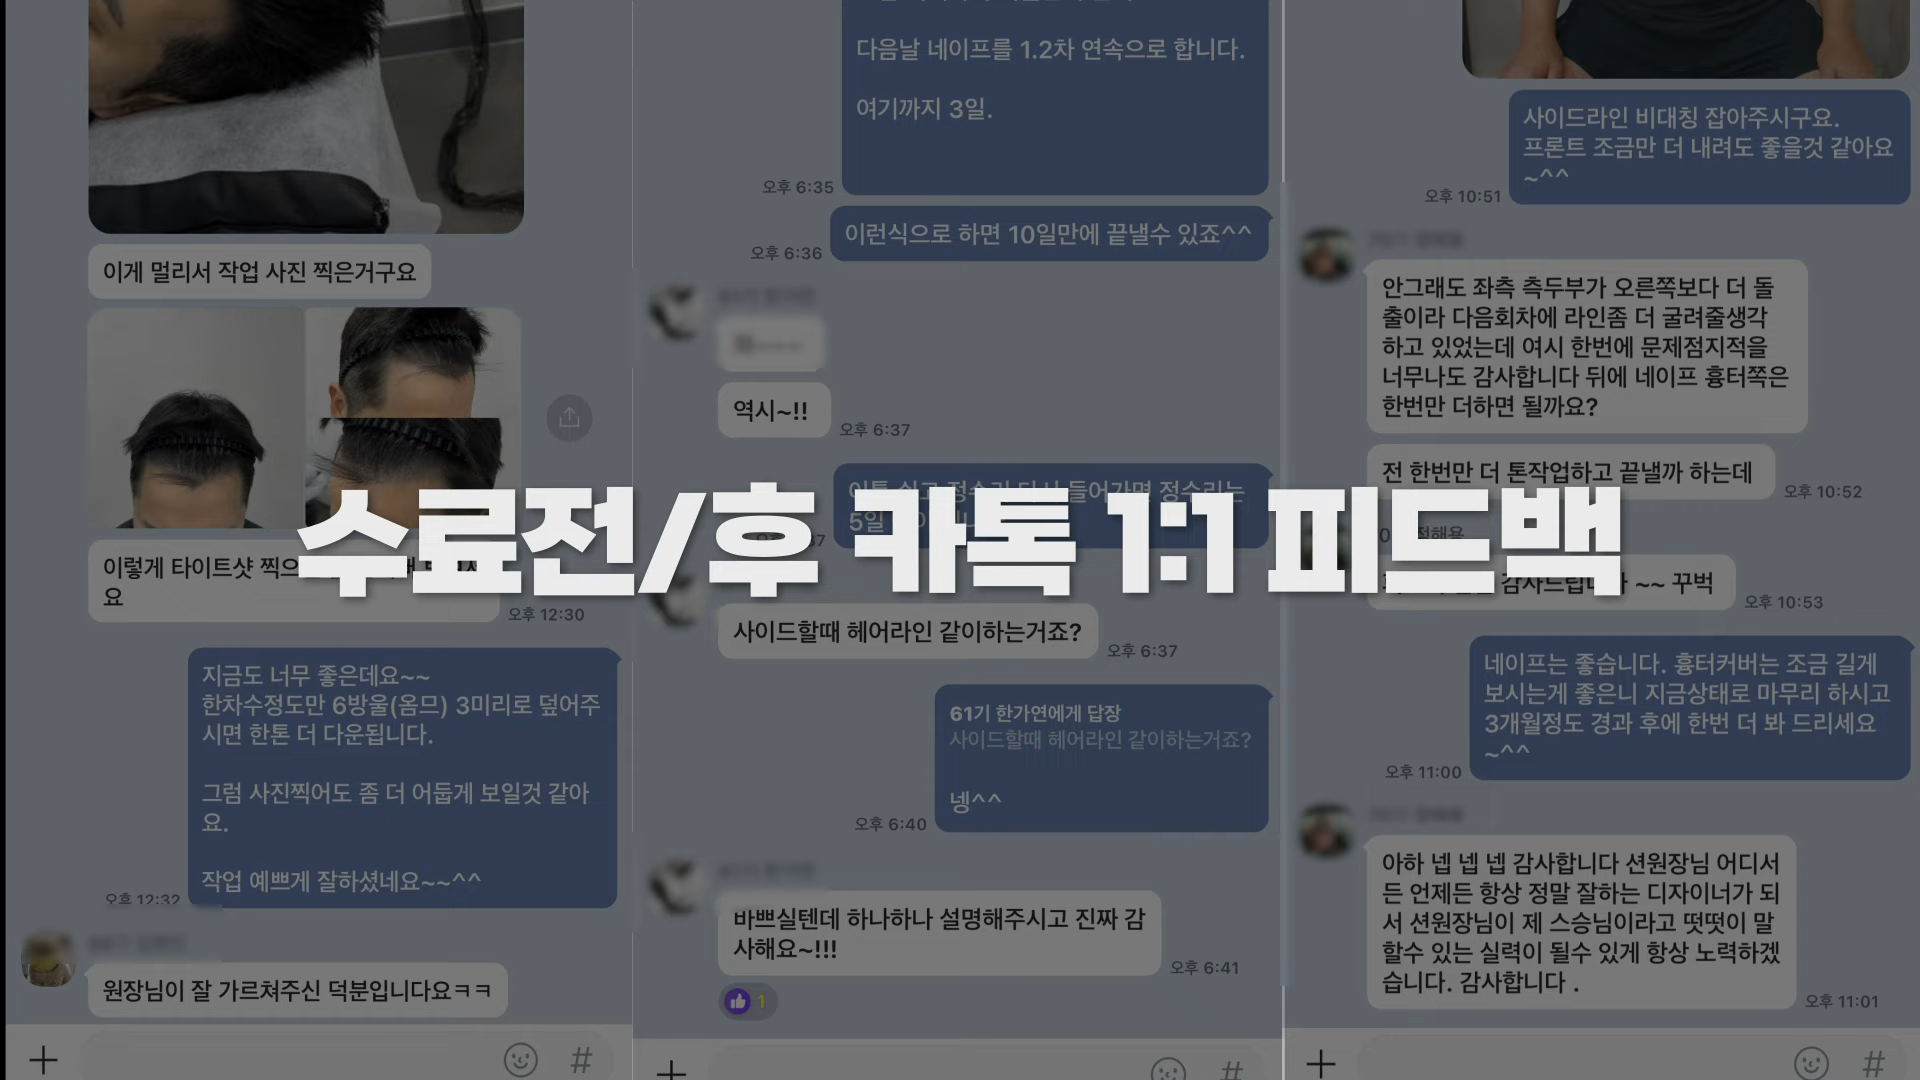 이게 멀리서 작업 사진 찍은거구요
이렇게 타이트샷 찍으
요
오후 12:30
지금도 너무 좋은데요~~
한차수정도만 6방울(옴므) 3미리로 덮어주
시면 한톤 더 다운됩니다.
그럼 사진찍어도 좀 더 어둡게 보일것 같아
요.
작업 예쁘게 잘하셨네요~~^^
오후 12:32
원장님이 잘 가르쳐주신 덕분입니다요ㅋㅋ
#
다음날 네이프를 1.2차 연속으로 합니다.
여기까지 3일.
오후 6:35
이런식으로 하면 10일만에 끝낼수 있죠^^
오후 6:36
역시~!!
오후 6:37
들어가면 정수리는
5일
수료전/후 카톡 1:1 피드백
사이드할때 헤어라인 같이하는거죠?
오후 6:37
61기 한가연에게 답장
사이드할때 헤어라인 같이하는거죠?
넹^^
오후 6:40
바쁘실텐데 하나하나 설명해주시고 진짜 감
사해요~!!!
오후 6:41
1
#
사이드라인 비대칭 잡아주시구요.
프론트 조금만 더 내려도 좋을것 같아요
~^^
오후 10:51
안그래도 좌측 측두부가 오른쪽보다 더 돌
출이라 다음회차에 라인좀 더 굴려줄생각
하고 있었는데 여시 한번에 문제점지적을
너무나도 감사합니다 뒤에 네이프 흉터쪽은
한번만 더하면 될까요?
전 한번만 더 톤작업하고 끝낼까 하는데
오후 10:52
감사드립니다 ~~ 꾸벅
오후 10:53
네이프는 좋습니다. 흉터커버는 조금 길게
보시는게 좋은니 지금상태로 마무리 하시고
3개월정도 경과 후에 한번 더 봐 드리세요
~^^
오후 11:00
아하 넵 넵 넵 감사합니다 션원장님 어디서
든 언제든 항상 정말 잘하는 디자이너가 되
서 션원장님이 제 스승님이라고 떳떳이 말
할수 있는 실력이 될수 있게 항상 노력하겠
습니다. 감사합니다 .
오후 11:01
#